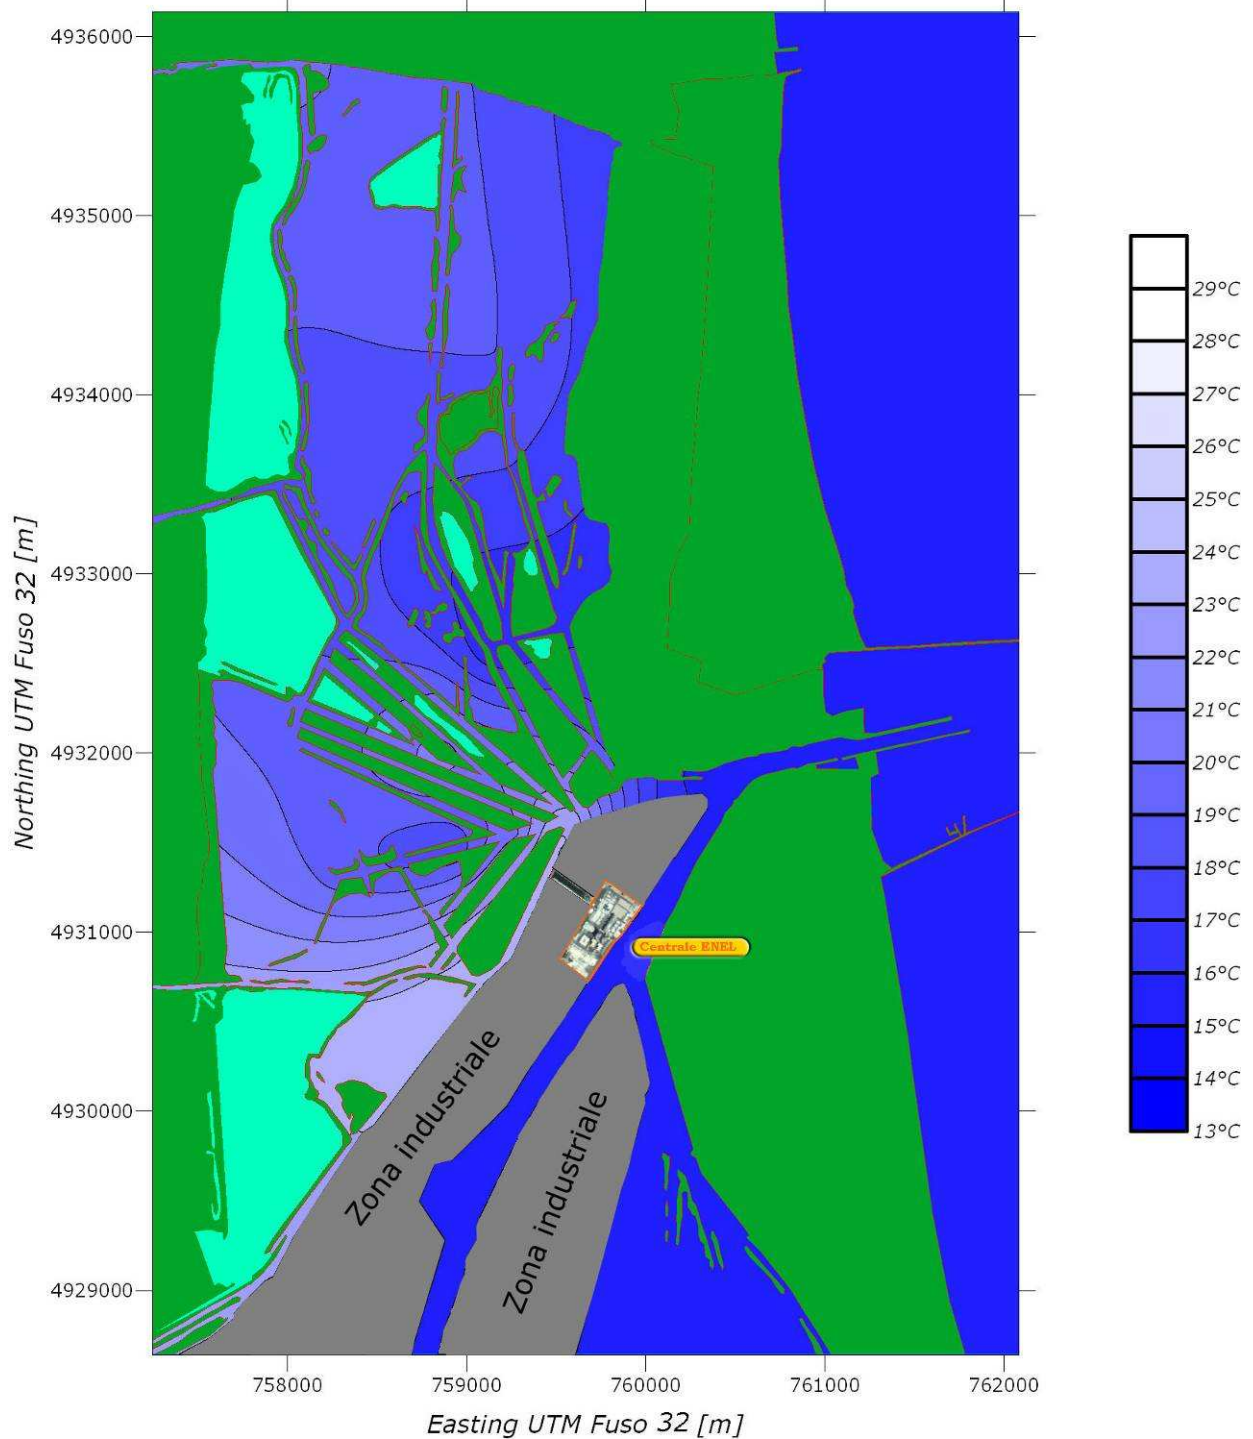 4936000
4935000
4934000
4933000
4932000
4931000
4930000
4929000
Northing UTM Fuso 32 [m]
758000
759000
760000
761000
762000
Easting UTM Fuso 32 [m]
Centrale ENEL
Zona industriale
Zona industriale
29°C
28°C
27°C
26°C
25°C
24°C
23°C
22°C
21°C
20°C
19°C
18°C
17°C
16°C
15°C
14°C
13°C